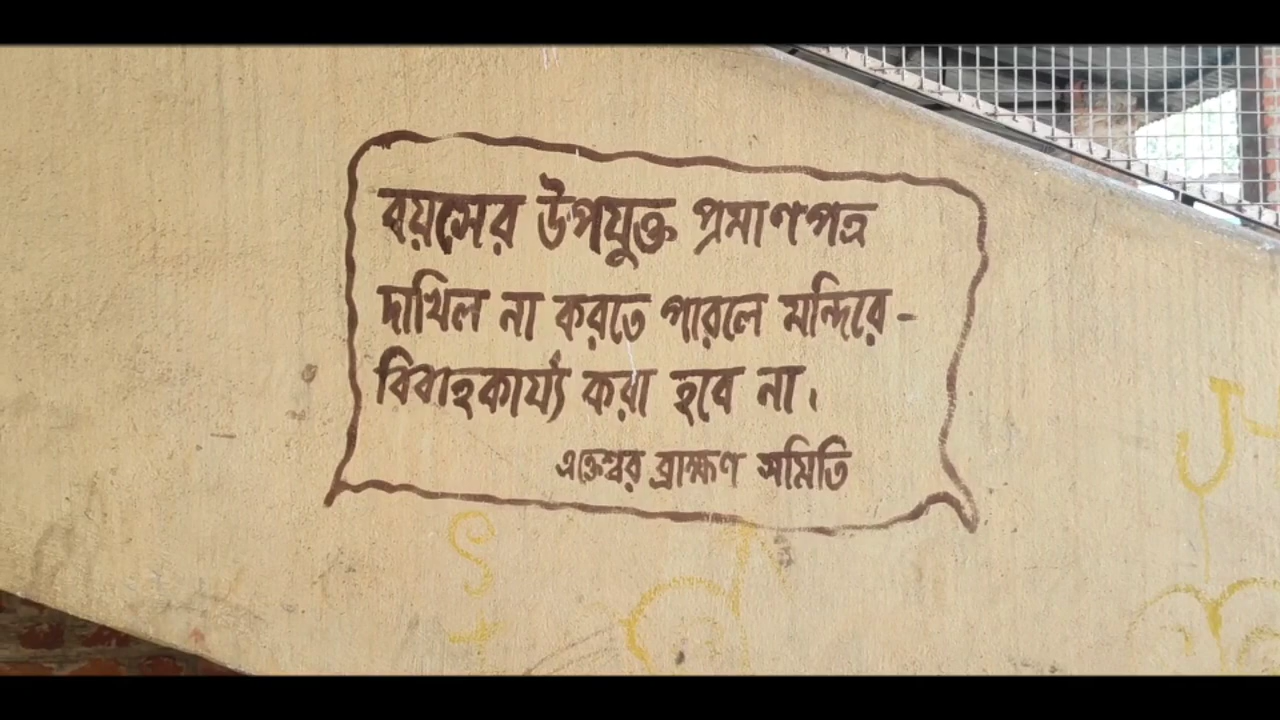 বয়সের উপযুক্ত প্রমাণপত্র
দাখিল না করতে পারলে মন্দিরে-
বিবাহকার্য্য করা হবে না।
এক্তেশ্বর ব্রাহ্মণ সমিতি